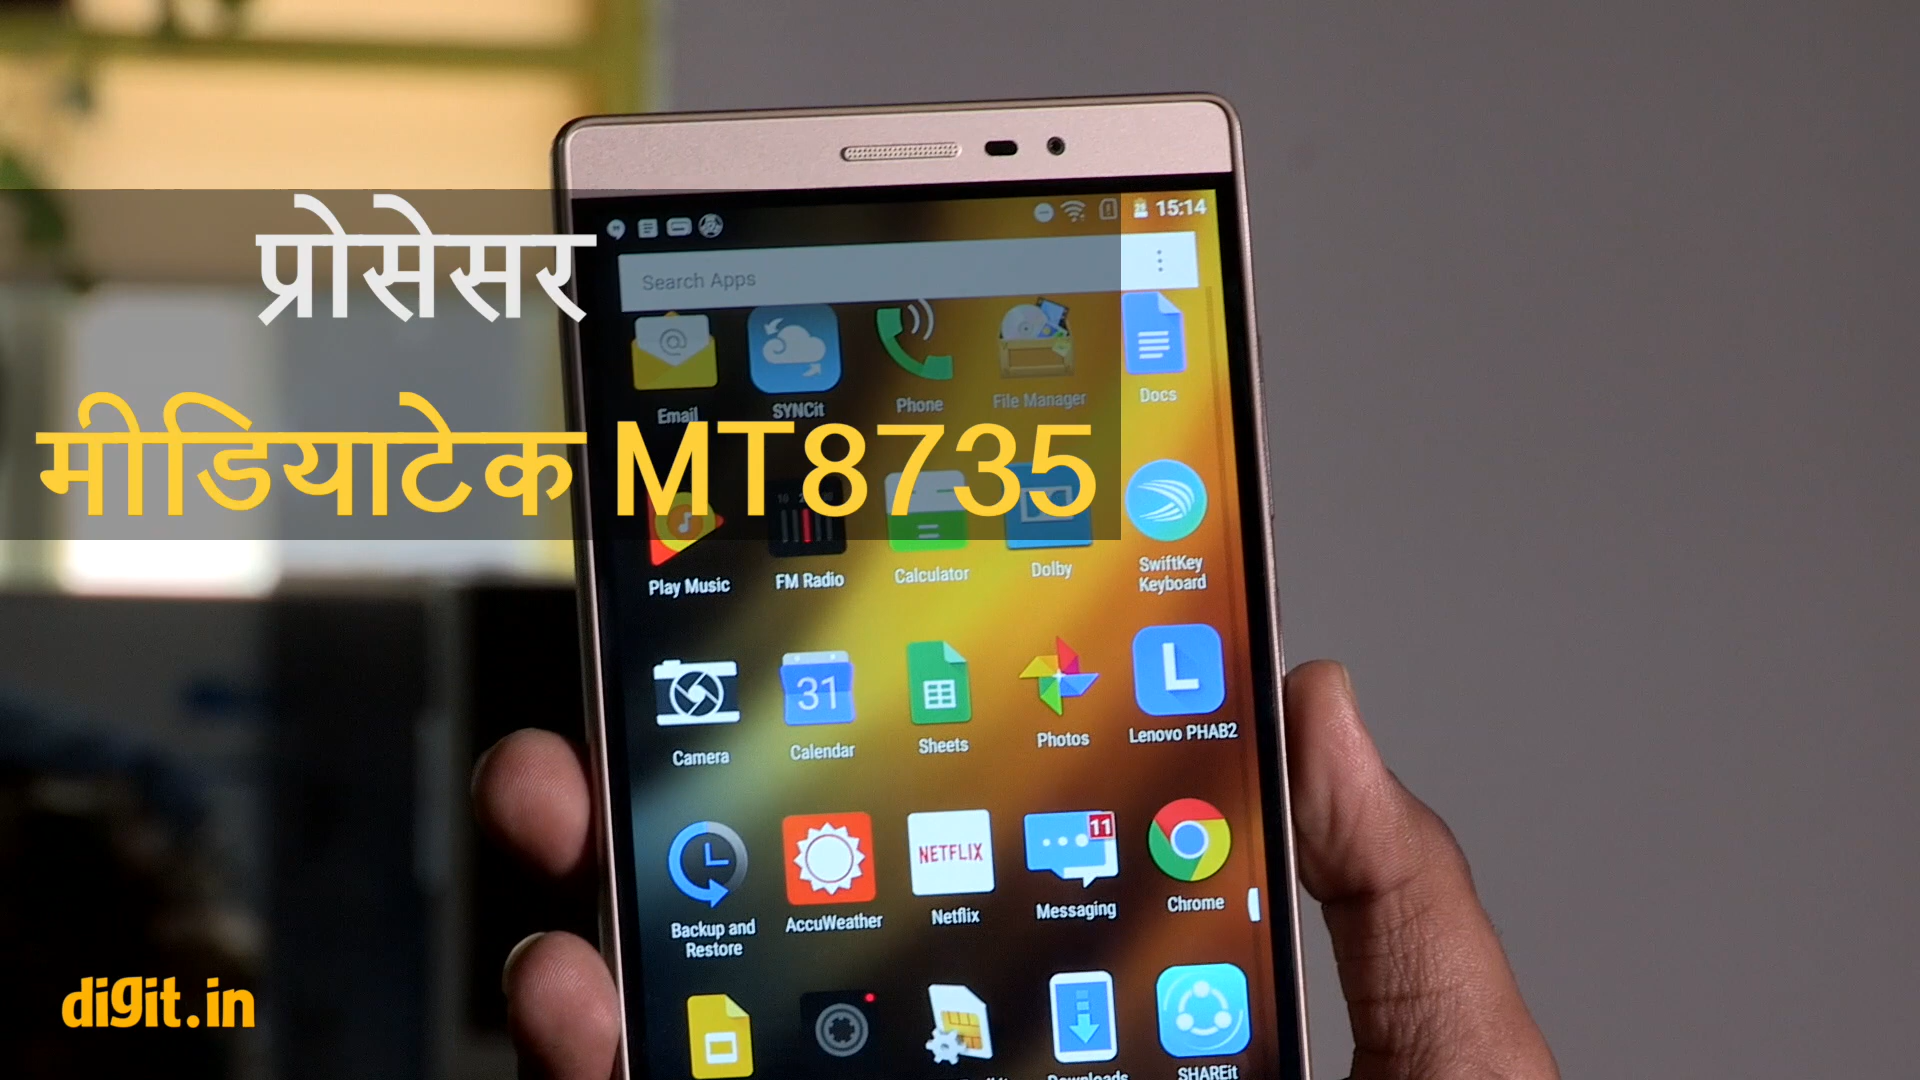 15:14
Search Apps
प्रोसेसर
Email
SYNCit
Phone
File Manager
Docs
मीडियाटेक MT8735
Play Music
FM Radio
Calculator
Dolby
SwiftKey
Keyboard
31
L
Camera
Calendar
Sheets
Photos
Lenovo PHAB2
NETFLIX
11
Backup and
Restore
AccuWeather
Netflix
Messaging
Chrome
digit.in
Downloads
SHAREit